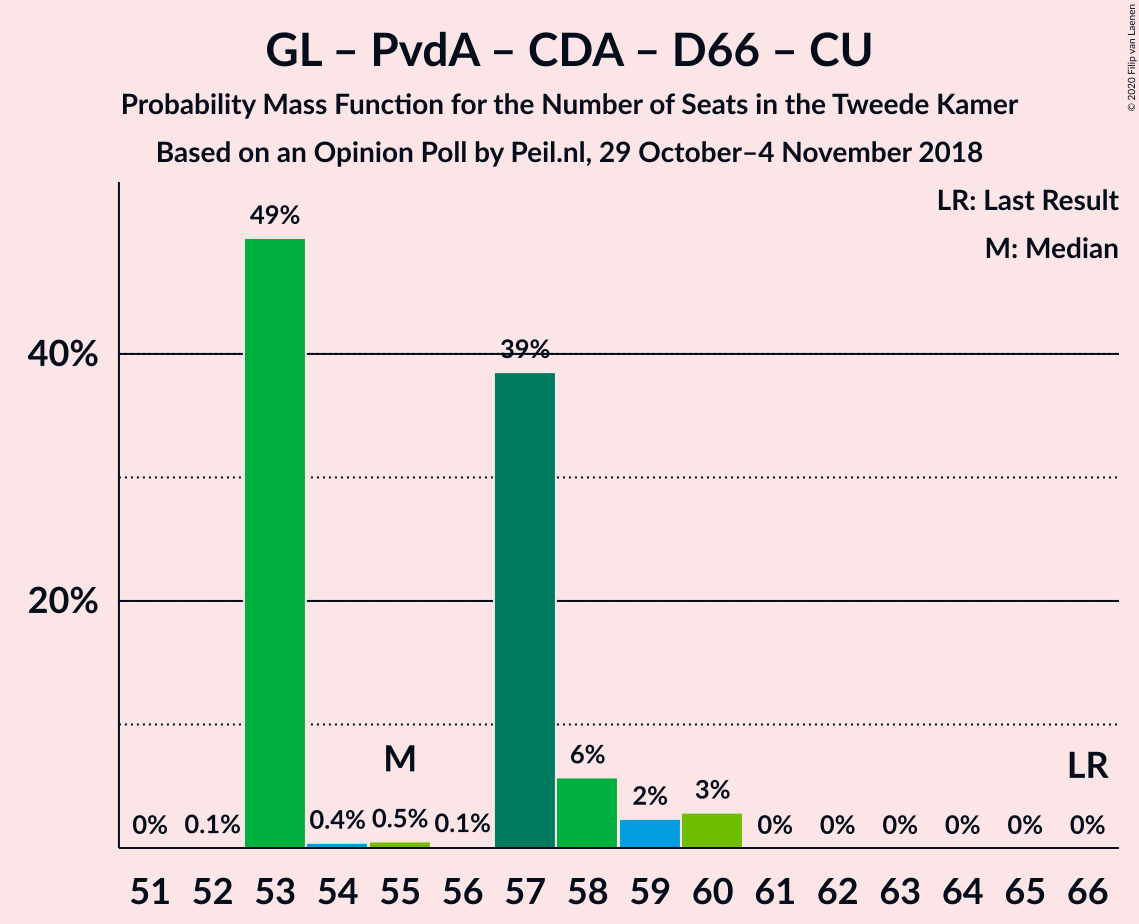 GL – PvdA – CDA – D66 – CU
Probability Mass Function for the Number of Seats in the Tweede Kamer
Based on an Opinion Poll by Peil.nl, 29 October–4 November 2018
© 2020 Filip van Laenen
LR: Last Result
M: Median
40%
20%
49%
39%
M
LR
0%
0.1%
0.4%
0.5%
0.1%
6%
2%
3%
0%
0%
0%
0%
0%
0%
51 52 53 54 55 56 57 58 59 60 61 62 63 64 65 66